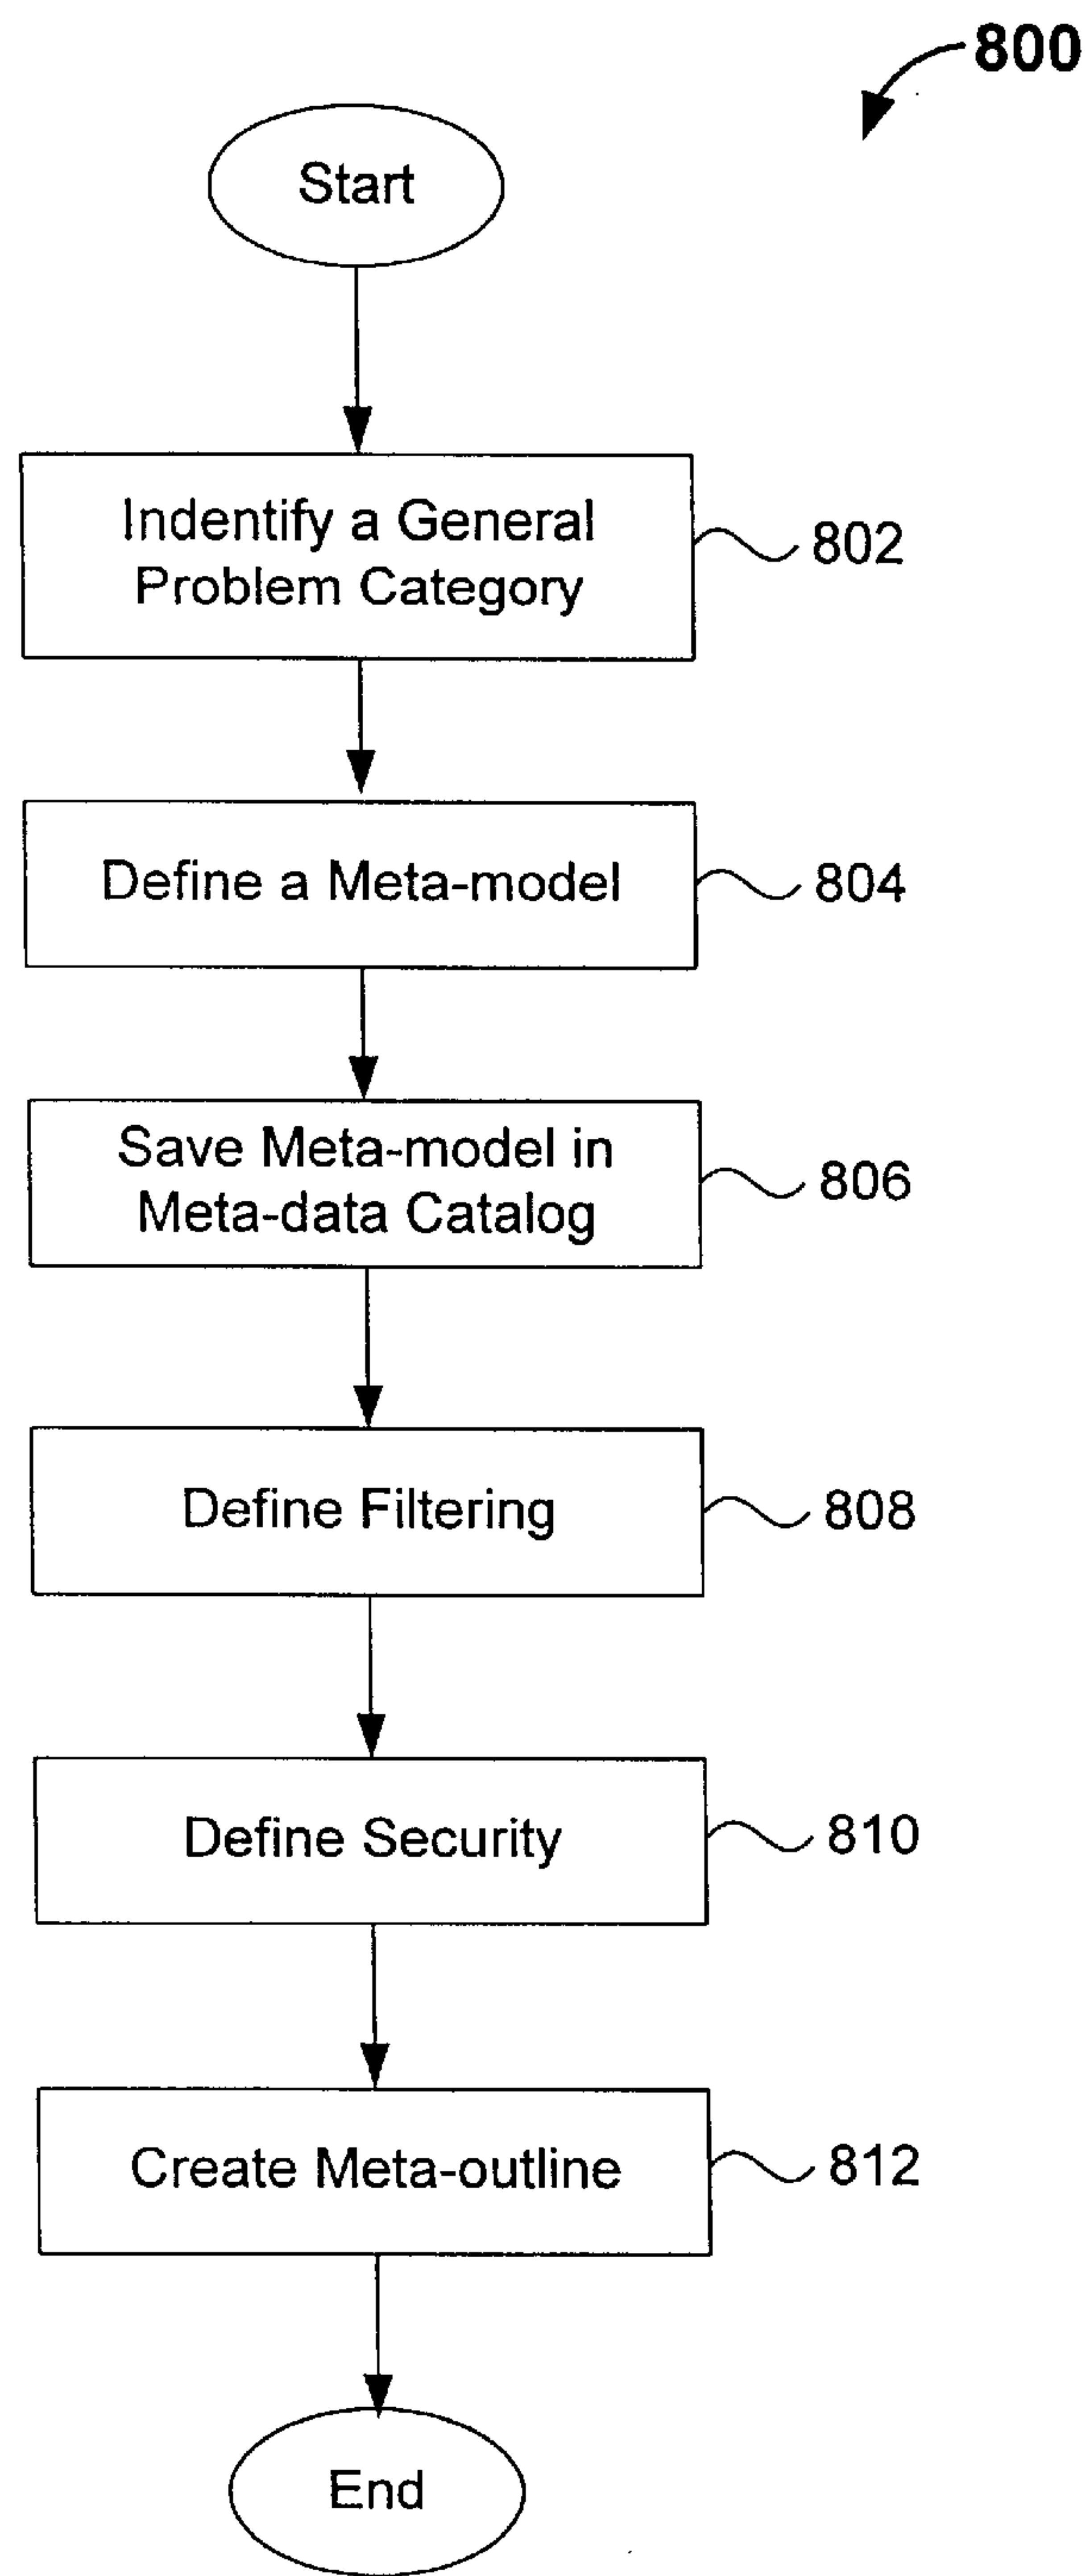 800
Start
Indentify a General
Problem Category
802
Define a Meta-model
804
Save Meta-model in
Meta-data Catalog
806
Define Filtering
808
Define Security
810
Create Meta-outline
812
End